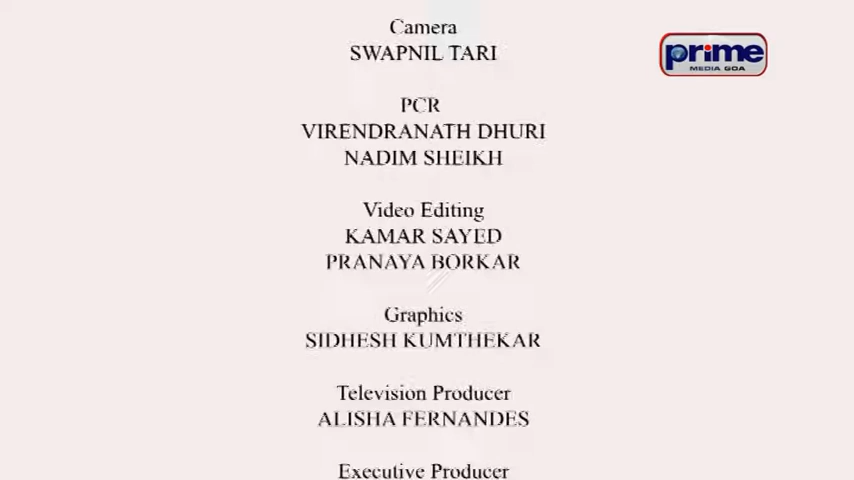 Camera
SWAPNIL TARI
prime
MEDIA GOA
PCR
VIRENDRANATH DHURI
NADIM SHEIKH
Video Editing
KAMAR SAYED
PRANAYA BORKAR
Graphics
SIDHESH KUMTHEKAR
Television Producer
ALISHA FERNANDES
Executive Producer